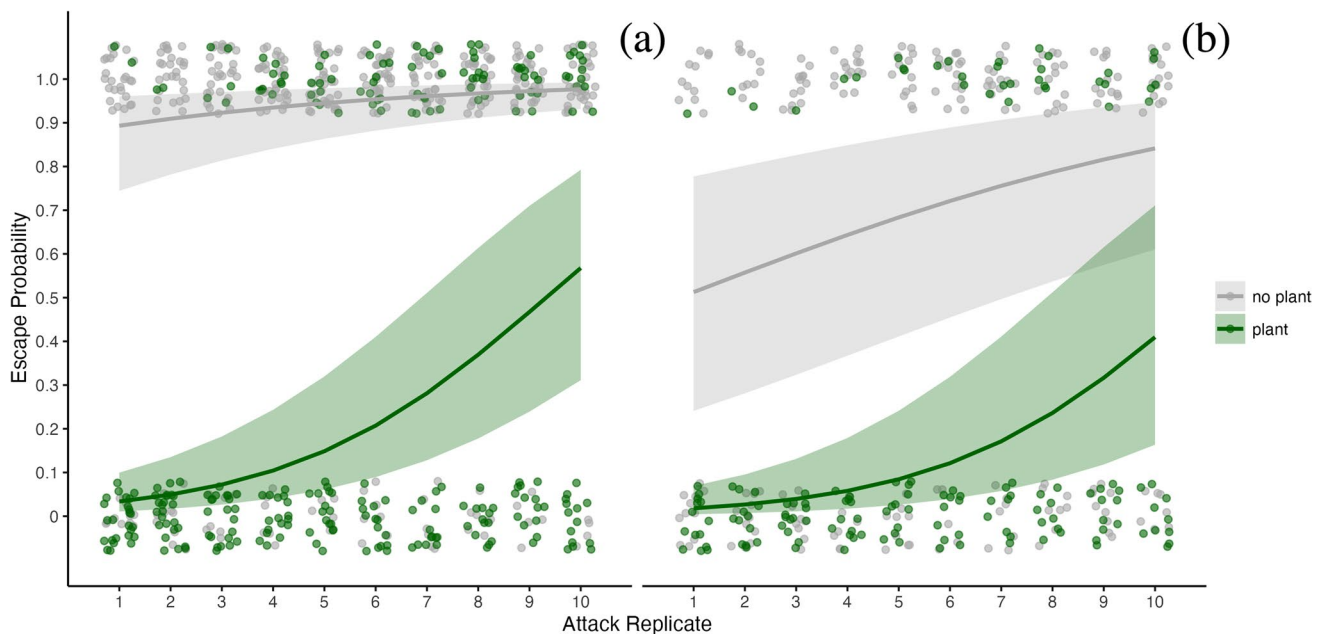 (a)
(b)
Escape Probability
1.0
0.9
0.8
0.7
0.6
0.5
0.4
0.3
0.2
0.1
0
no plant
plant
1 2 3 4 5 6 7 8 9 10
1 2 3 4 5 6 7 8 9 10
Attack Replicate